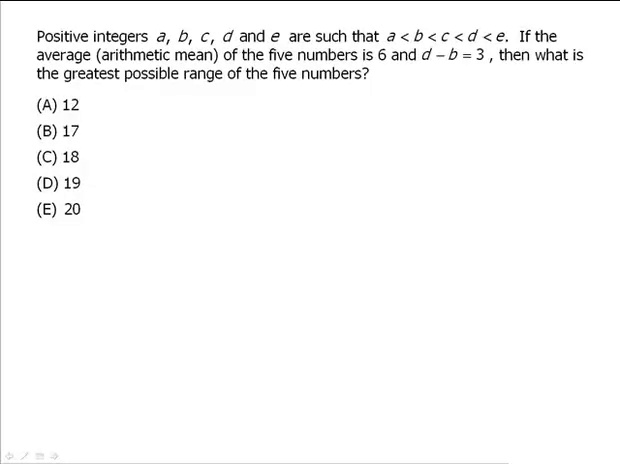 Positive integers a, b, c, d and e are such that a < b < c < d < e. If the
average (arithmetic mean) of the five numbers is 6 and d – b = 3 , then what is
the greatest possible range of the five numbers?
(A) 12
(B) 17
(C) 18
(D) 19
(E) 20